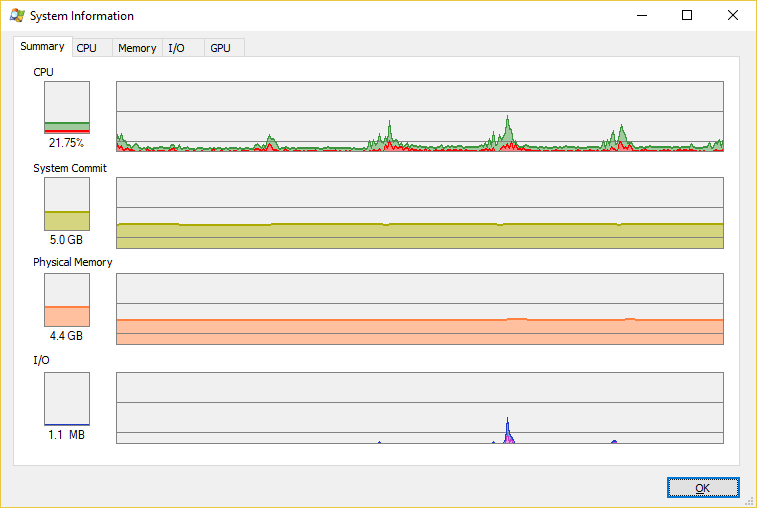 System Information
Summary CPU Memory I/O GPU
CPU
21.75%
System Commit
5.0 GB
Physical Memory
4.4 GB
I/O
1.1 MB
OK